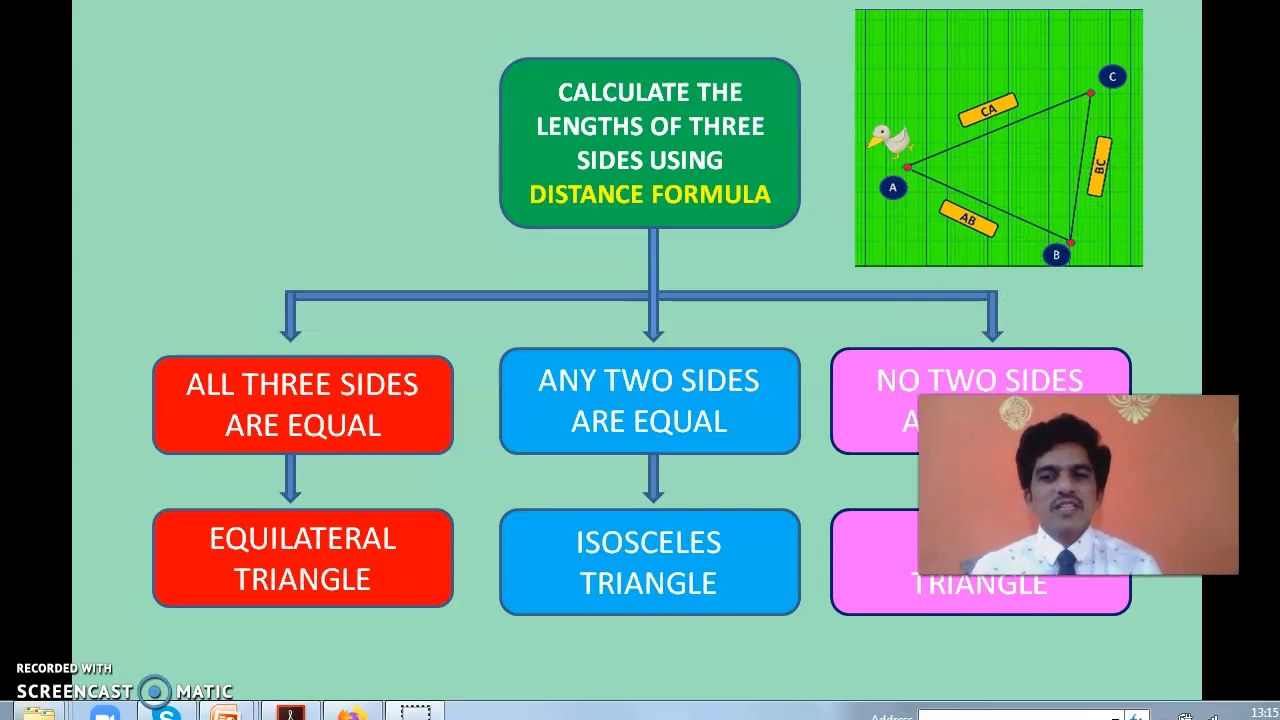 CALCULATE THE
LENGTHS OF THREE
SIDES USING
DISTANCE FORMULA
C
CA
BC
A
AB
B
ALL THREE SIDES
ARE EQUAL
ANY TWO SIDES
ARE EQUAL
NO TWO SIDES
A
EQUILATERAL
TRIANGLE
ISOSCELES
TRIANGLE
TRIANGLE
RECORDED WITH
SCREENCAST MATIC
Address
13:15